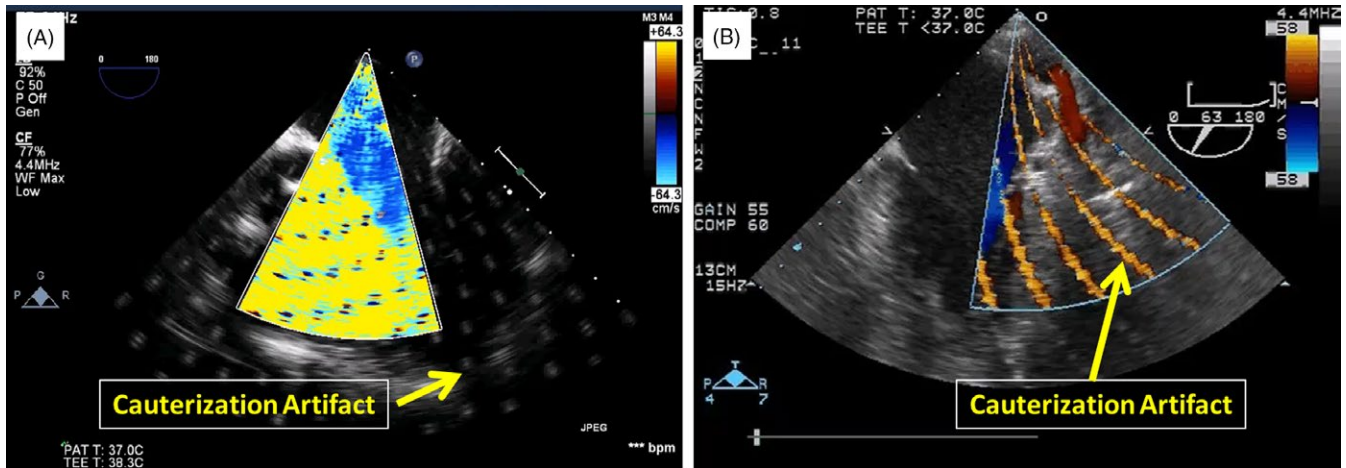 (A)
M3 M4
+64.3
-64.3
cm/s
0 180
P
92%
C 50
P Off
Gen
CF
77%
4.4MHz
WF Max
Low
G
P R
Cauterization Artifact
JPEG
PAT T: 37.0C
TEE T: 38.3C
*** bpm
(B)
PAT T: 37.0C
TEE T <37.0C
4.4MHZ
58
C
M
/
S
58
0 63 180
GAIN 55
COMP 60
13CM
15HZ
T
P R
4 7
Cauterization Artifact